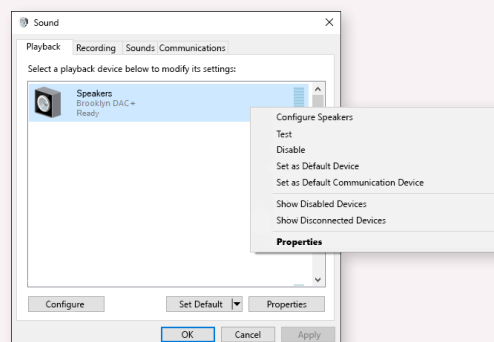 Sound
Playback Recording Sounds Communications
Select a playback device below to modify its settings:
Speakers
Brooklyn DAC+
Ready
Configure Speakers
Test
Disable
Set as Default Device
Set as Default Communication Device
Show Disabled Devices
Show Disconnected Devices
Properties
Configure Set Default Properties
OK Cancel Apply